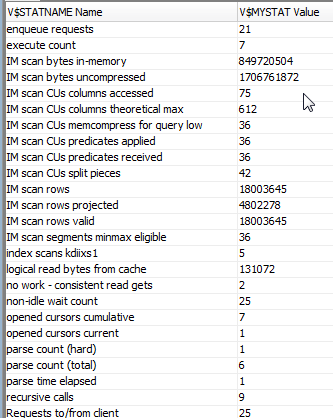 V$STATNAME Name V$MYSTAT Value
enqueue requests 21
execute count 7
IM scan bytes in-memory 849720504
IM scan bytes uncompressed 1706761872
IM scan CUs columns accessed 75
IM scan CUs columns theoretical max 612
IM scan CUs memcompress for query low 36
IM scan CUs predicates applied 36
IM scan CUs predicates received 36
IM scan CUs split pieces 42
IM scan rows 18003645
IM scan rows projected 4802278
IM scan rows valid 18003645
IM scan segments minmax eligible 36
index scans kdiixs1 5
logical read bytes from cache 131072
no work - consistent read gets 2
non-idle wait count 25
opened cursors cumulative 7
opened cursors current 1
parse count (hard) 1
parse count (total) 6
parse time elapsed 1
recursive calls 9
Requests to/from client 25